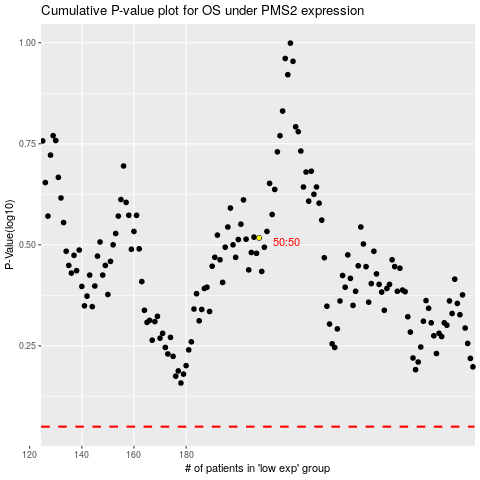 Cumulative P-value plot for OS under PMS2 expression
P-Value(log10)
1.00
0.75
0.50
0.25
50:50
120 140 160 180
# of patients in 'low exp' group